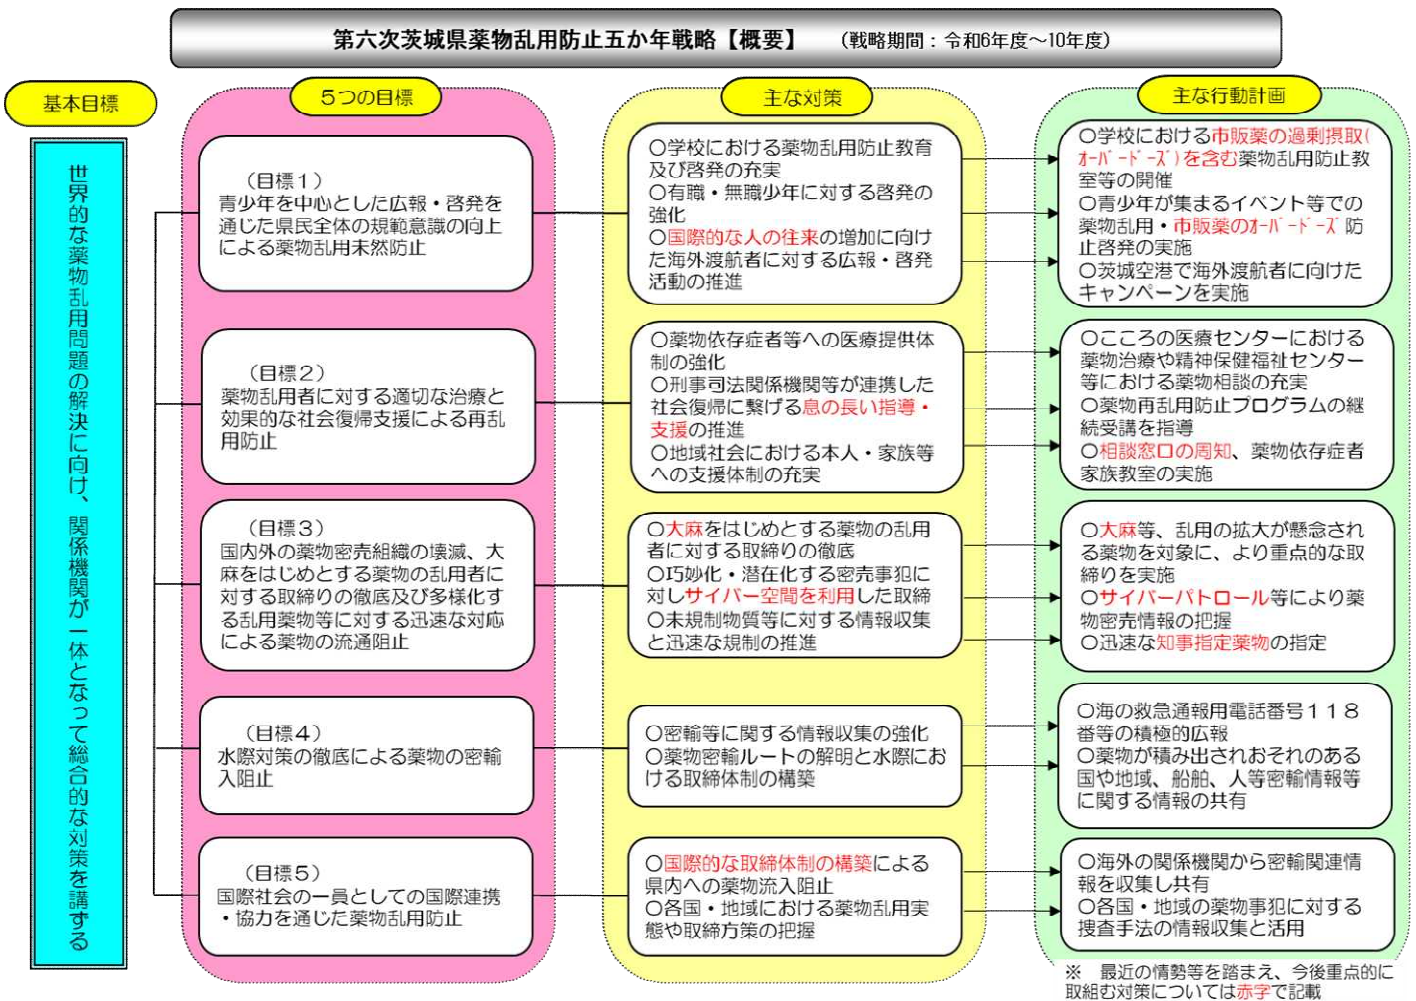 第六次茨城県薬物乱用防止五か年戦略【概要】　（戦略期間：令和6年度～10年度）
基本目標
世界的な薬物乱用問題の解決に向け、関係機関が一体となって総合的な対策を講ずる
５つの目標
（目標１）
青少年を中心とした広報・啓発を
通じた県民全体の規範意識の向上
による薬物乱用未然防止
（目標２）
薬物乱用者に対する適切な治療と
効果的な社会復帰支援による再乱
用防止
（目標３）
国内外の薬物密売組織の壊滅、大
麻をはじめとする薬物の乱用者に
対する取締りの徹底及び多様化す
る乱用薬物等に対する迅速な対応
による薬物の流通阻止
（目標４）
水際対策の徹底による薬物の密輸
入阻止
（目標５）
国際社会の一員としての国際連携
・協力を通じた薬物乱用防止
主な対策
〇学校における薬物乱用防止教育
及び啓発の充実
〇有職・無職少年に対する啓発の
強化
〇国際的な人の往来の増加に向け
た海外渡航者に対する広報・啓発
活動の推進
〇薬物依存症者等への医療提供体
制の強化
〇刑事司法関係機関等が連携した
社会復帰に繋げる息の長い指導・
支援の推進
〇地域社会における本人・家族等
への支援体制の充実
〇大麻をはじめとする薬物の乱用
者に対する取締りの徹底
〇巧妙化・潜在化する密売事犯に
対しサイバー空間を利用した取締
〇未規制物質等に対する情報収集
と迅速な規制の推進
〇密輸等に関する情報収集の強化
〇薬物密輸ルートの解明と水際にお
ける取締体制の構築
〇国際的な取締体制の構築による
県内への薬物流入阻止
〇各国・地域における薬物乱用実
態や取締方策の把握
主な行動計画
〇学校における市販薬の過剰摂取(
ｵｰﾊﾞｰﾄﾞｰｽﾞ)を含む薬物乱用防止教
室等の開催
〇青少年が集まるイベント等での
薬物乱用・市販薬のｵｰﾊﾞｰﾄﾞｰｽﾞ防
止啓発の実施
〇茨城空港で海外渡航者に向けた
キャンペーンを実施
〇こころの医療センターにおける
薬物治療や精神保健福祉センター
等における薬物相談の充実
〇薬物再乱用防止プログラムの継
続受講を指導
〇相談窓口の周知、薬物依存症者
家族教室の実施
〇大麻等、乱用の拡大が懸念され
る薬物を対象に、より重点的な取
締りを実施
〇サイバーパトロール等により薬
物密売情報の把握
〇迅速な知事指定薬物の指定
〇海の救急通報用電話番号１１８
番等の積極的広報
〇薬物が積み出されおそれのある
国や地域、船舶、人等密輸情報等
に関する情報の共有
〇海外の関係機関から密輸関連情
報を収集し共有
〇各国・地域の薬物事犯に対する
捜査手法の情報収集と活用
※　最近の情勢等を踏まえ、今後重点的に
取組む対策については赤字で記載